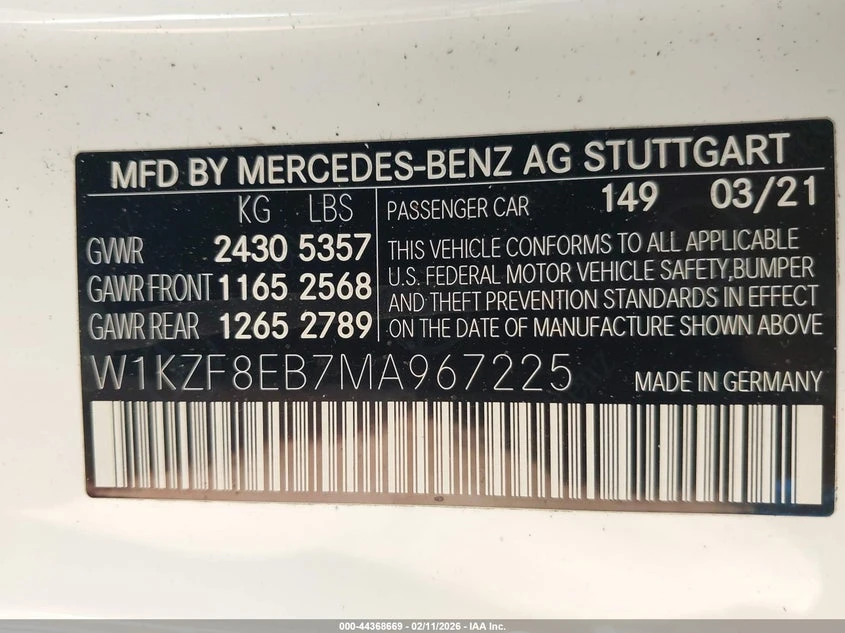 MFD BY MERCEDES-BENZ AG STUTTGART
KG LBS
PASSENGER CAR 149 03/21
GVWR 2430 5357
GAWR FRONT 1165 2568
GAWR REAR 1265 2789
THIS VEHICLE CONFORMS TO ALL APPLICABLE
U.S. FEDERAL MOTOR VEHICLE SAFETY,BUMPER
AND THEFT PREVENTION STANDARDS IN EFFECT
ON THE DATE OF MANUFACTURE SHOWN ABOVE
W1KZF8EB7MA967225
MADE IN GERMANY
000-44368669 - 02/11/2026 - IAA Inc.